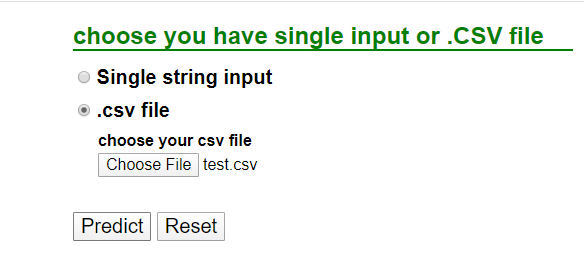 choose you have single input or .CSV file
Single string input
.csv file
choose your csv file
Choose File test.csv
Predict Reset